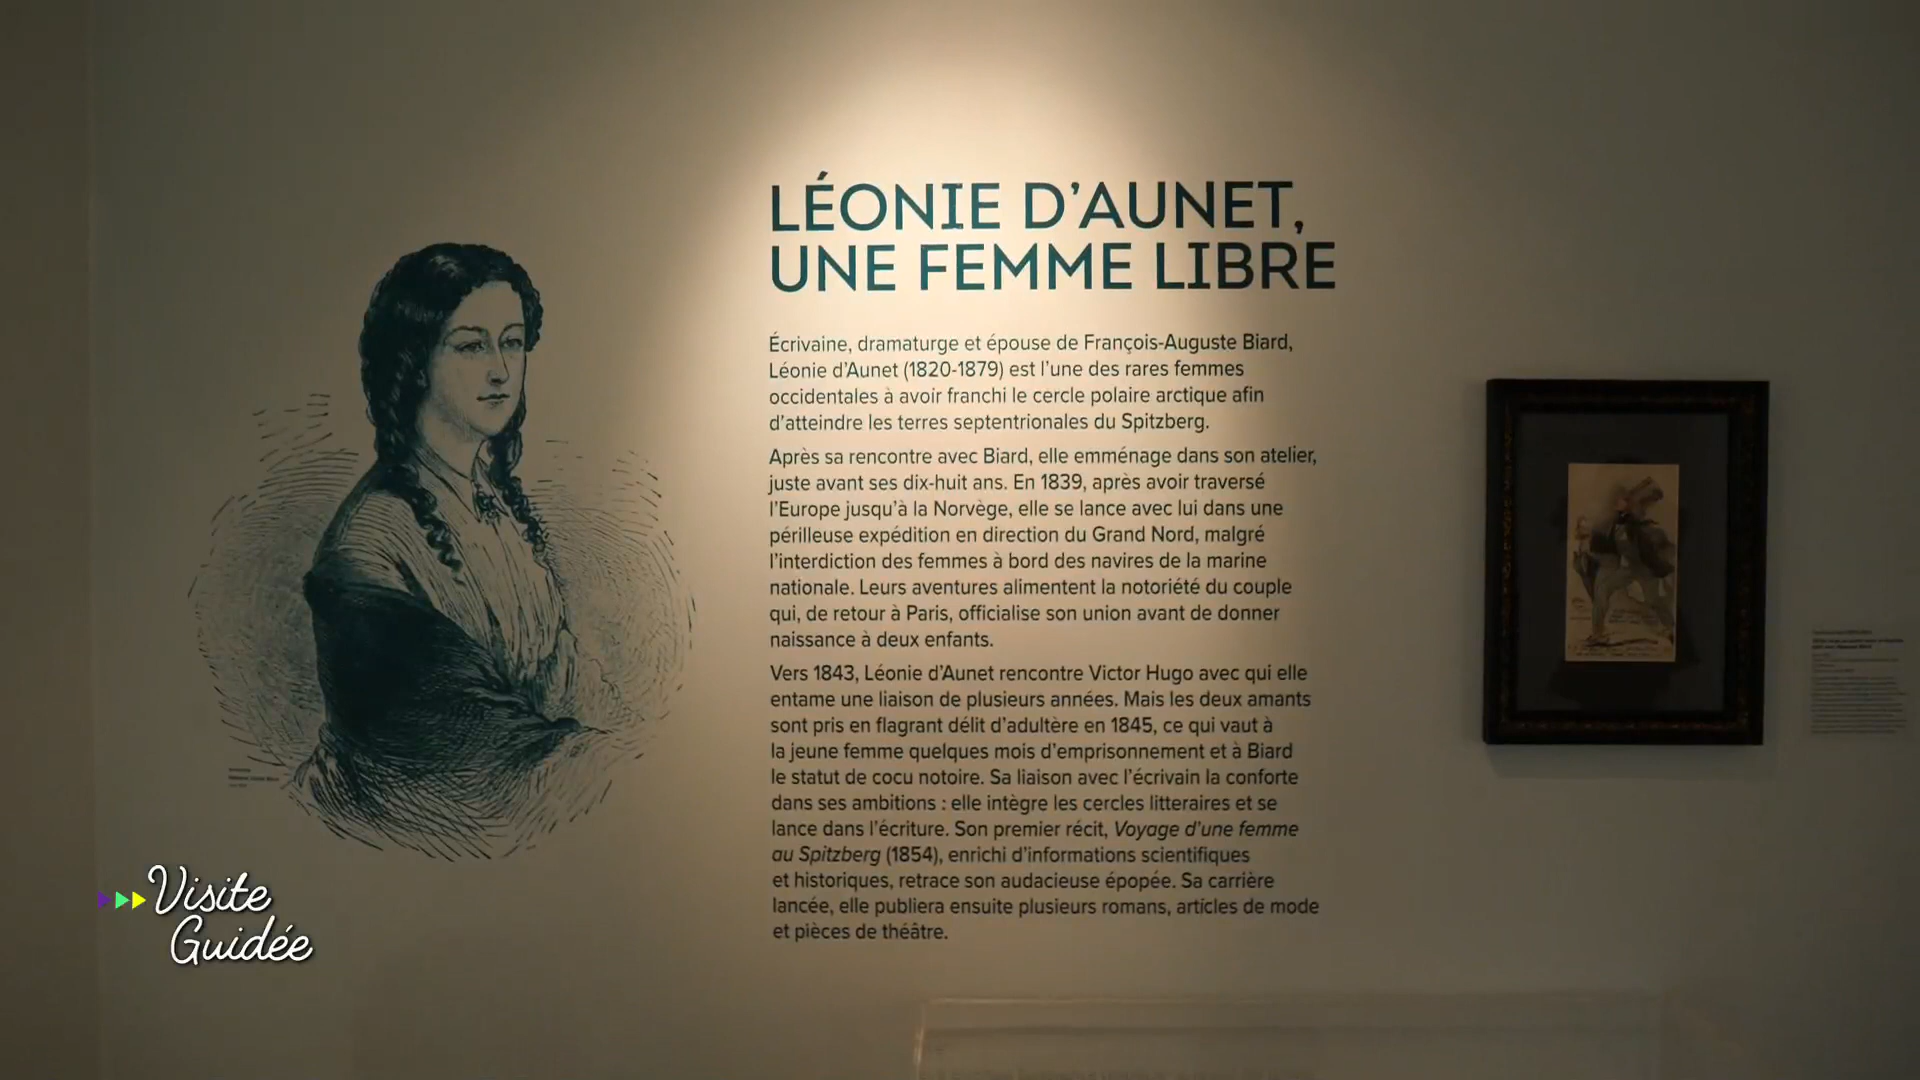 LÉONIE D'AUNET,
UNE FEMME LIBRE
Écrivaine, dramaturge et épouse de François-Auguste Biard,
Léonie d'Aunet (1820-1879) est l'une des rares femmes
occidentales à avoir franchi le cercle polaire arctique afin
d'atteindre les terres septentrionales du Spitzberg.
Après sa rencontre avec Biard, elle emménage dans son atelier,
juste avant ses dix-huit ans. En 1839, après avoir traversé
l'Europe jusqu'à la Norvège, elle se lance avec lui dans une
périlleuse expédition en direction du Grand Nord, malgré
l'interdiction des femmes à bord des navires de la marine
nationale. Leurs aventures alimentent la notoriété du couple
qui, de retour à Paris, officialise son union avant de donner
naissance à deux enfants.
Vers 1843, Léonie d'Aunet rencontre Victor Hugo avec qui elle
entame une liaison de plusieurs années. Mais les deux amants
sont pris en flagrant délit d'adultère en 1845, ce qui vaut à
la jeune femme quelques mois d'emprisonnement et à Biard
le statut de cocu notoire. Sa liaison avec l'écrivain la conforte
dans ses ambitions : elle intègre les cercles litteraires et se
lance dans l'écriture. Son premier récit, Voyage d'une femme
au Spitzberg (1854), enrichi d'informations scientifiques
et historiques, retrace son audacieuse épopée. Sa carrière
lancée, elle publiera ensuite plusieurs romans, articles de mode
et pièces de théâtre.
Visite
Guidée